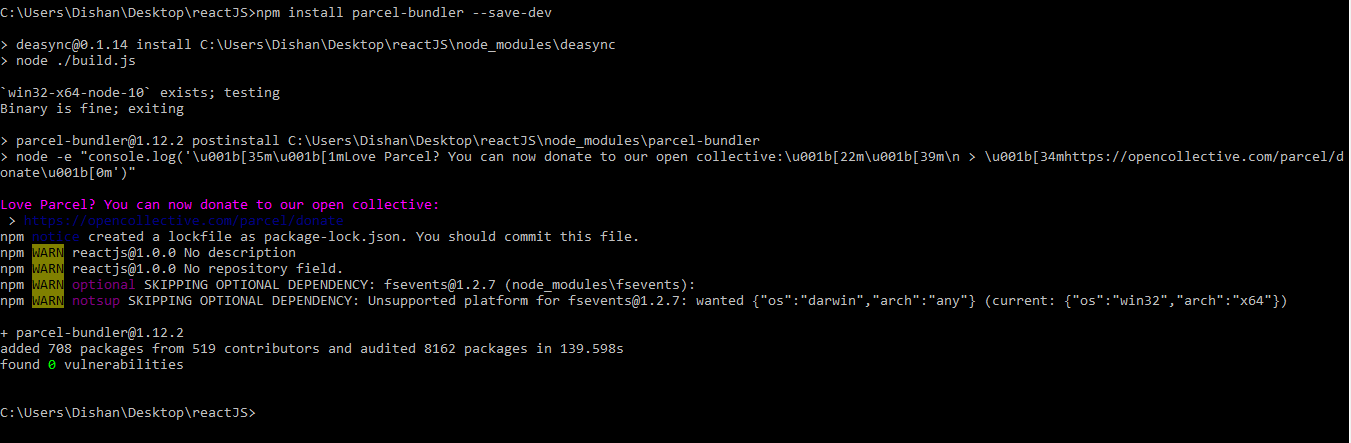 C:\Users\Dishan\Desktop\reactJS>npm install parcel-bundler --save-dev
> deasync@0.1.14 install C:\Users\Dishan\Desktop\reactJS\node_modules\deasync
> node ./build.js
`win32-x64-node-10` exists; testing
Binary is fine; exiting
> parcel-bundler@1.12.2 postinstall C:\Users\Dishan\Desktop\reactJS\node_modules\parcel-bundler
> node -e "console.log('\u001b[35m\u001b[1mLove Parcel? You can now donate to our open collective:\u001b[22m\u001b[39m\n > \u001b[34mhttps://opencollective.com/parcel/d
onate\u001b[0m')"
Love Parcel? You can now donate to our open collective:
> https://opencollective.com/parcel/donate
npm notice created a lockfile as package-lock.json. You should commit this file.
npm WARN reactjs@1.0.0 No description
npm WARN reactjs@1.0.0 No repository field.
npm WARN optional SKIPPING OPTIONAL DEPENDENCY: fsevents@1.2.7 (node_modules\fsevents):
npm WARN notsup SKIPPING OPTIONAL DEPENDENCY: Unsupported platform for fsevents@1.2.7: wanted {"os":"darwin","arch":"any"} (current: {"os":"win32","arch":"x64"})
+ parcel-bundler@1.12.2
added 708 packages from 519 contributors and audited 8162 packages in 139.598s
found 0 vulnerabilities
C:\Users\Dishan\Desktop\reactJS>